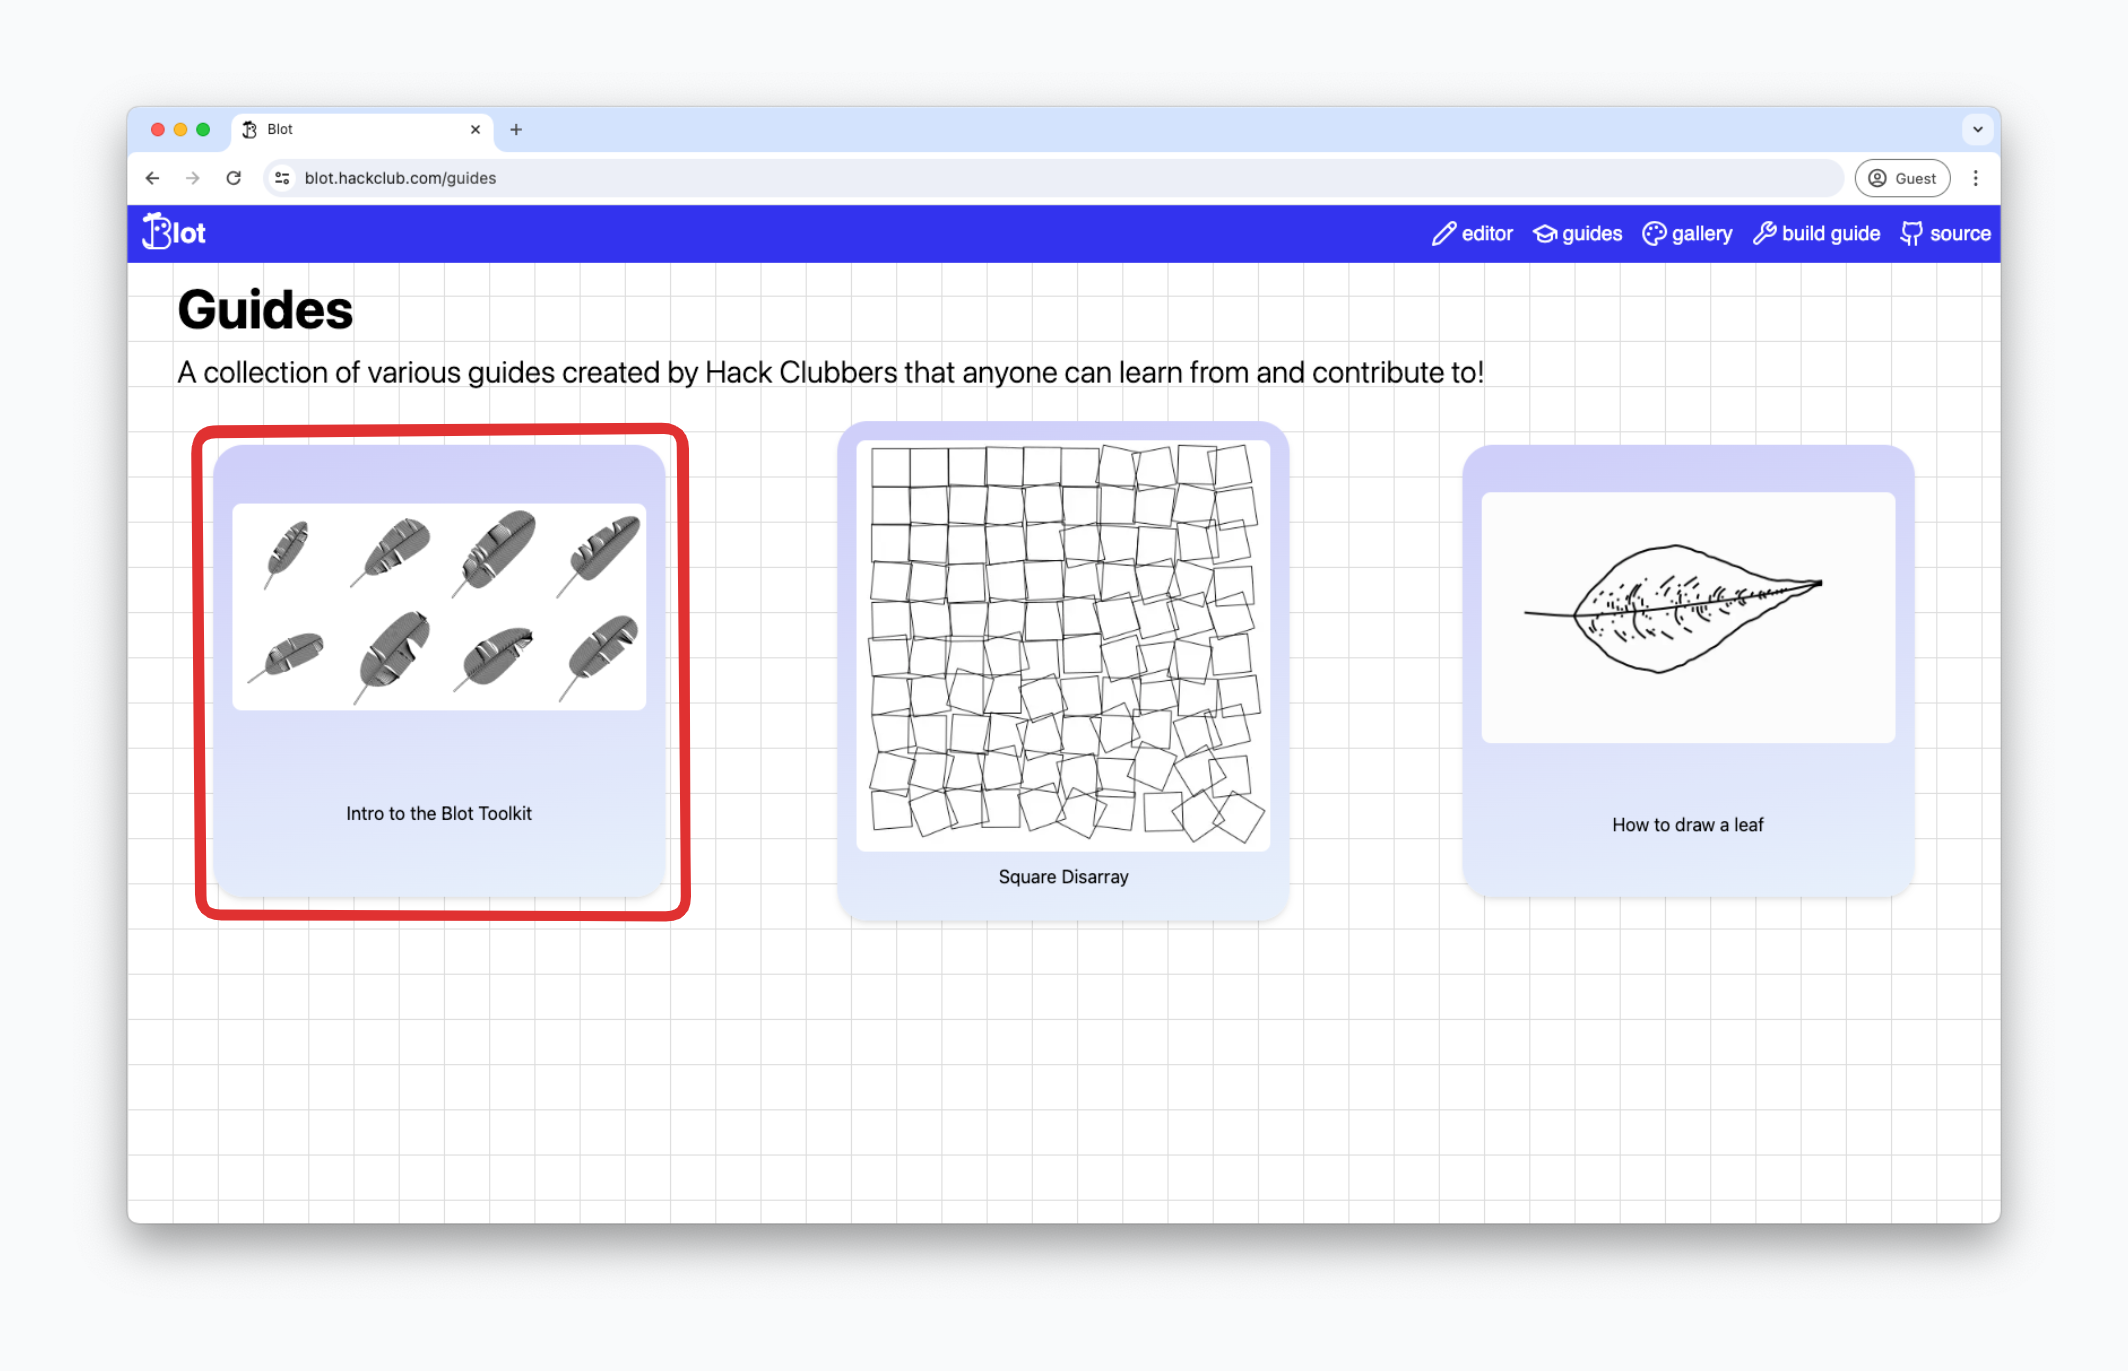 Blot
blot.hackclub.com/guides
Guest
Blot
editor
guides
gallery
build guide
source
Guides
A collection of various guides created by Hack Clubbers that anyone can learn from and contribute to!
Intro to the Blot Toolkit
Square Disarray
How to draw a leaf